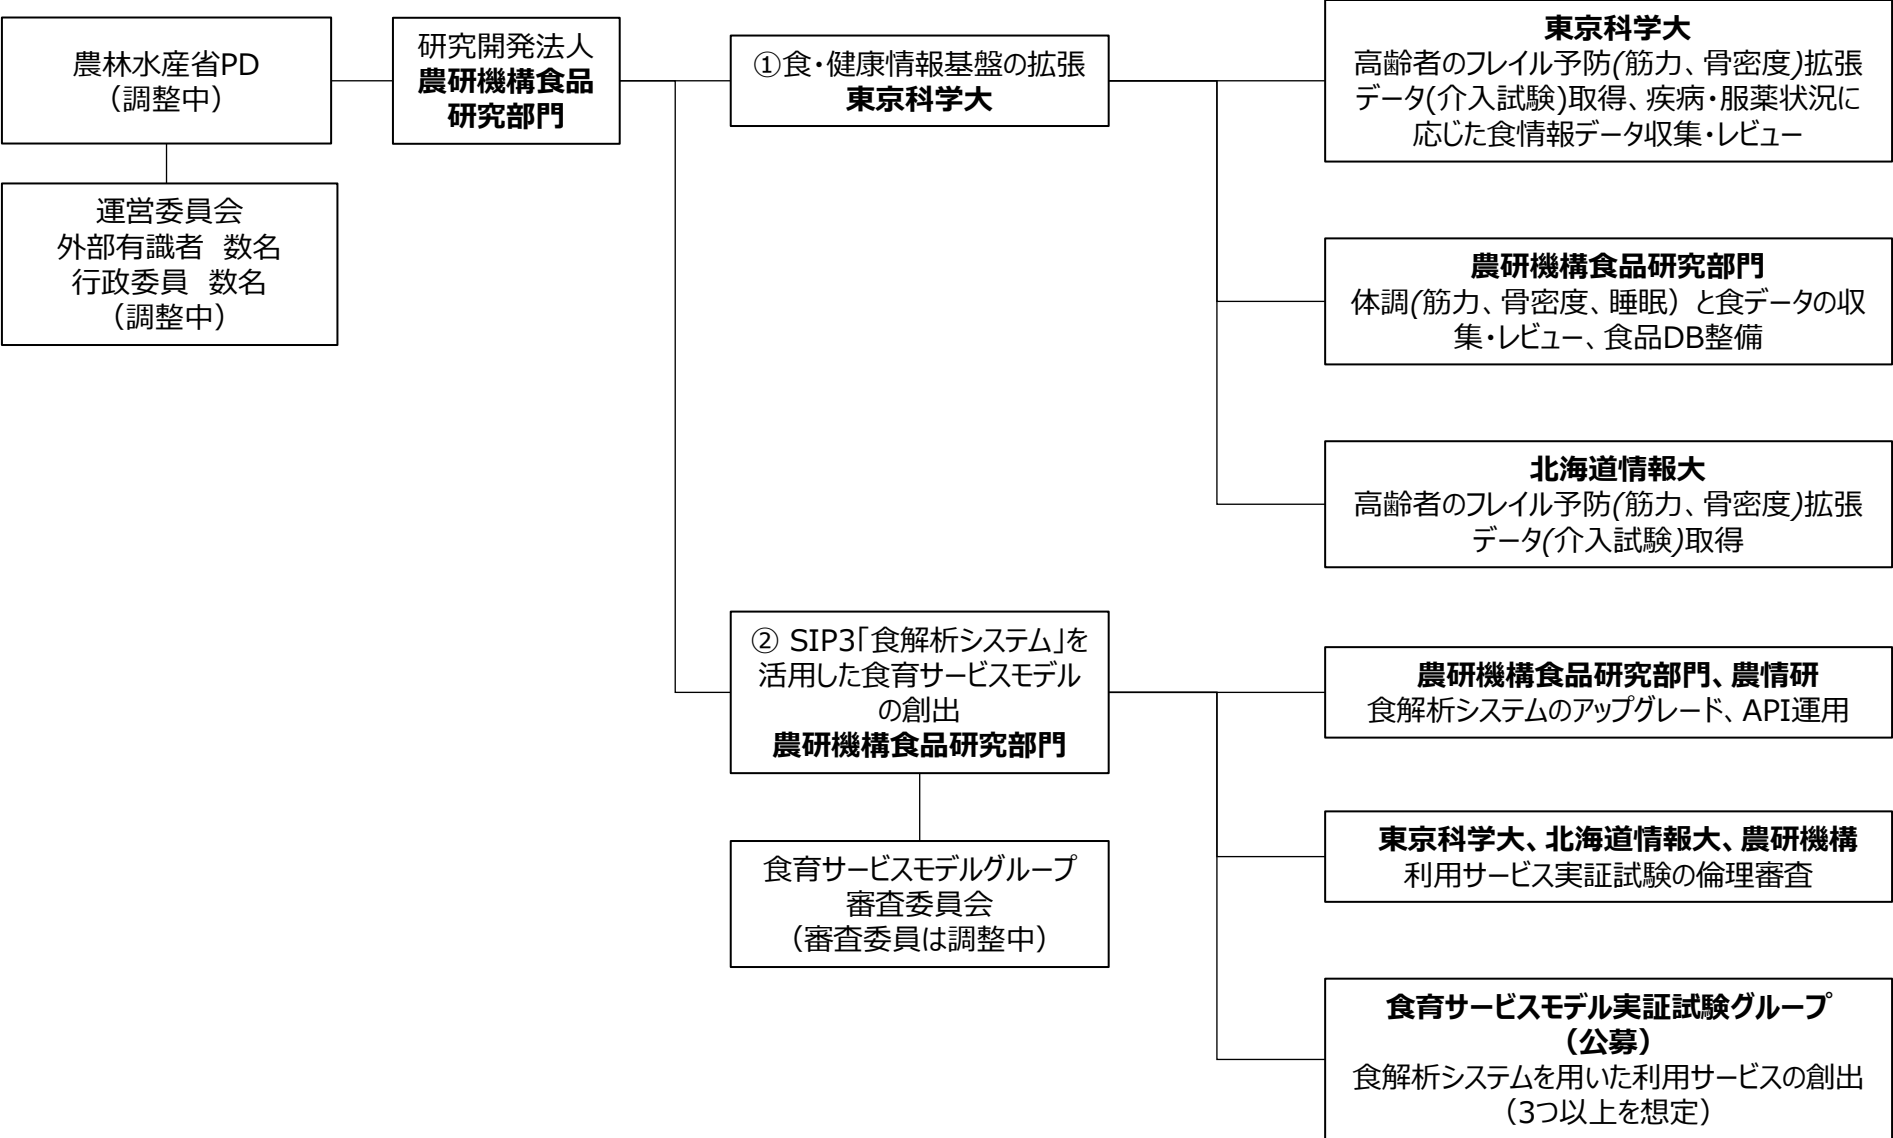 農林水産省PD
（調整中）
運営委員会
外部有識者　数名
行政委員　数名
（調整中）
研究開発法人
農研機構食品
研究部門
①食・健康情報基盤の拡張
東京科学大
東京科学大
高齢者のフレイル予防(筋力、骨密度)拡張
データ(介入試験)取得、疾病・服薬状況に
応じた食情報データ収集・レビュー
農研機構食品研究部門
体調(筋力、骨密度、睡眠）と食データの収
集・レビュー、食品DB整備
北海道情報大
高齢者のフレイル予防(筋力、骨密度)拡張
データ(介入試験)取得
② SIP3「食解析システム」を
活用した食育サービスモデル
の創出
農研機構食品研究部門
食育サービスモデルグループ
審査委員会
（審査委員は調整中）
農研機構食品研究部門、農情研
食解析システムのアップグレード、API運用
東京科学大、北海道情報大、農研機構
利用サービス実証試験の倫理審査
食育サービスモデル実証試験グループ
（公募）
食解析システムを用いた利用サービスの創出
（3つ以上を想定）